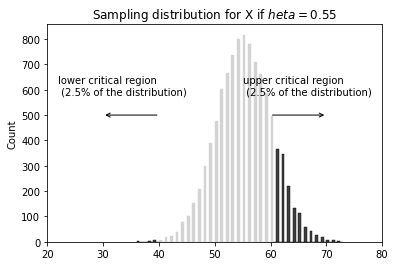 Sampling distribution for X if heta = 0.55
800
700
600
500
400
300
200
100
0
Count
lower critical region
(2.5% of the distribution)
upper critical region
(2.5% of the distribution)
20 30 40 50 60 70 80